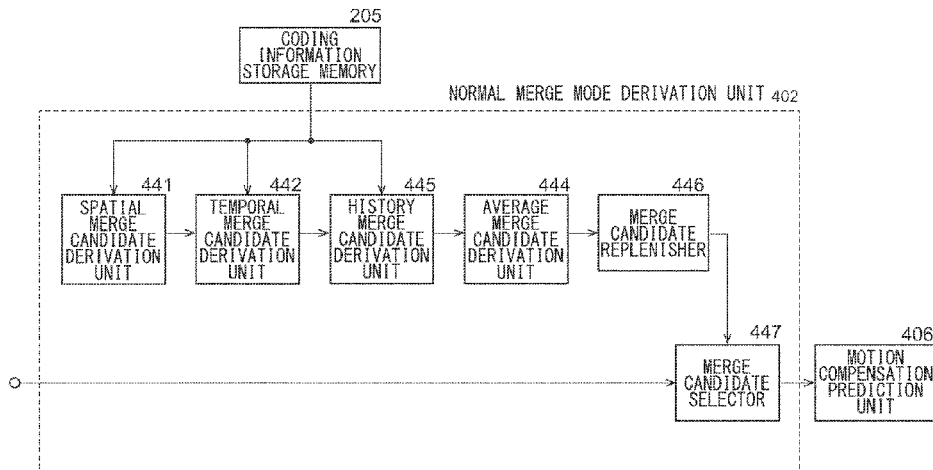 205
CODING
INFORMATION
STORAGE MEMORY
NORMAL MERGE MODE DERIVATION UNIT 402
441
SPATIAL
MERGE
CANDIDATE
DERIVATION
UNIT
442
TEMPORAL
MERGE
CANDIDATE
DERIVATION
UNIT
445
HISTORY
MERGE
CANDIDATE
DERIVATION
UNIT
444
AVERAGE
MERGE
CANDIDATE
DERIVATION
UNIT
446
MERGE
CANDIDATE
REPLENISHER
447
MERGE
CANDIDATE
SELECTOR
406
MOTION
COMPENSATION
PREDICTION
UNIT